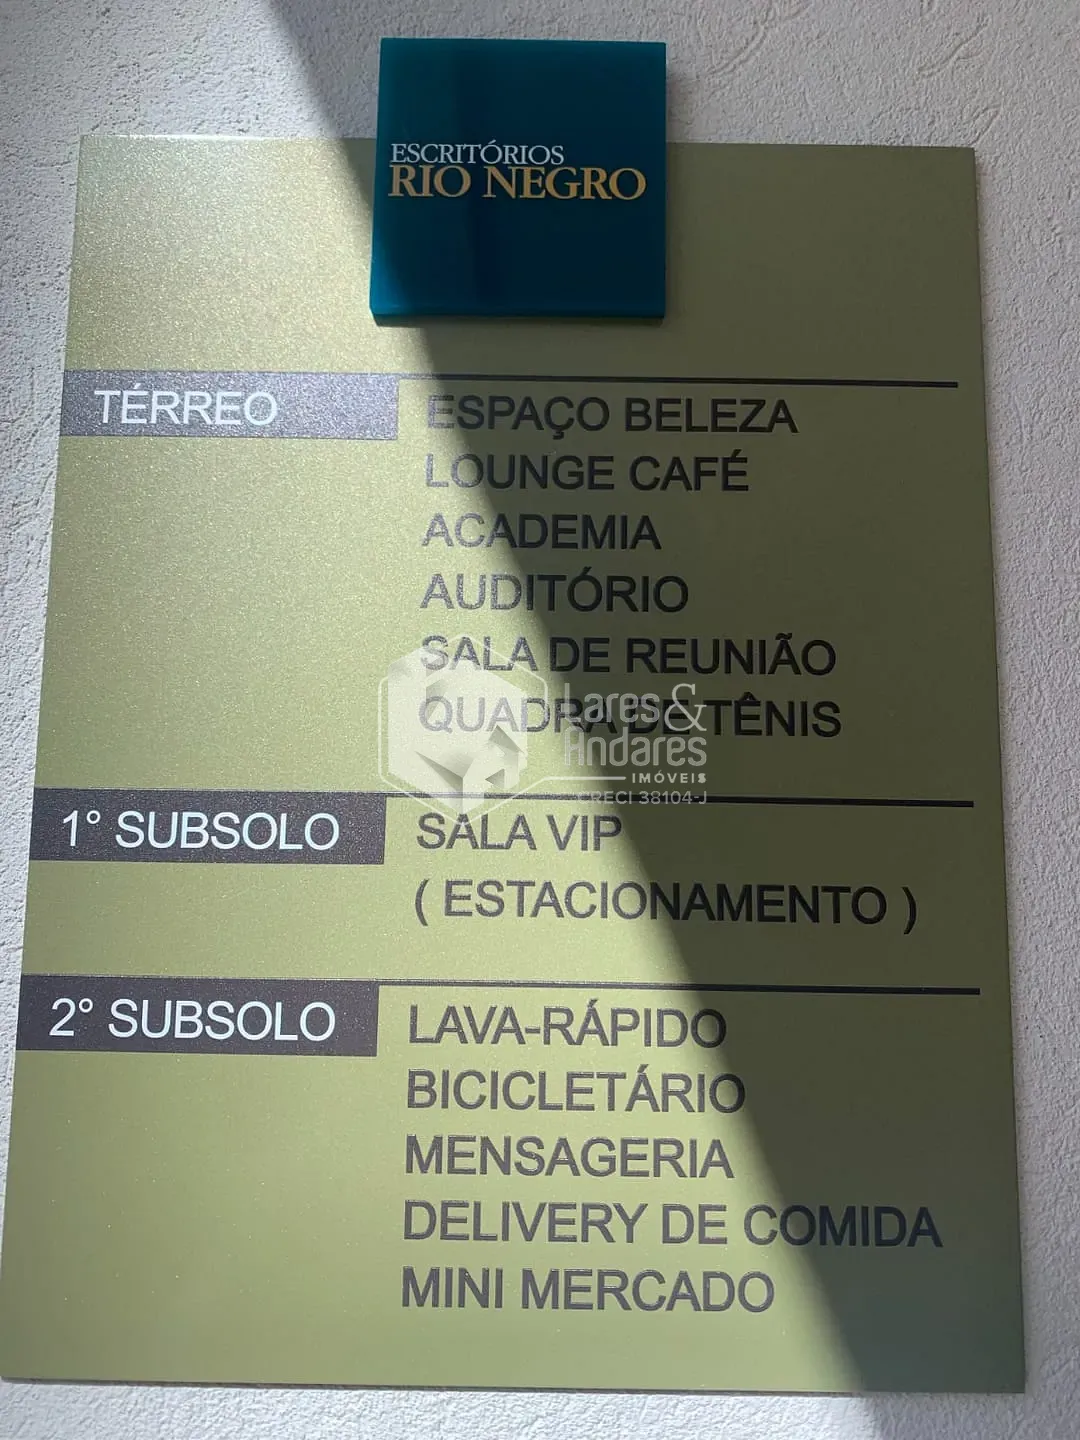 ESCRITÓRIOS
RIO NEGRO
TÉRREO
ESPAÇO BELEZA
LOUNGE CAFÉ
ACADEMIA
AUDITÓRIO
SALA DE REUNIÃO
QUADRA DE TÊNIS
Lares &
Andares
IMÓVEIS
CRECI 38104-J
1° SUBSOLO
SALA VIP
( ESTACIONAMENTO )
2° SUBSOLO
LAVA-RÁPIDO
BICICLETÁRIO
MENSAGERIA
DELIVERY DE COMIDA
MINI MERCADO